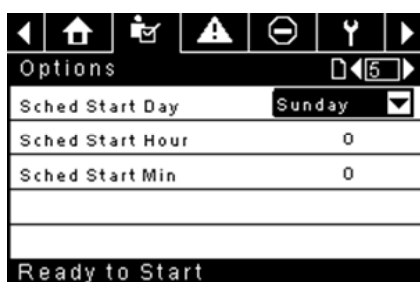 Options 5
Sched Start Day Sunday
Sched Start Hour 0
Sched Start Min 0
Ready to Start